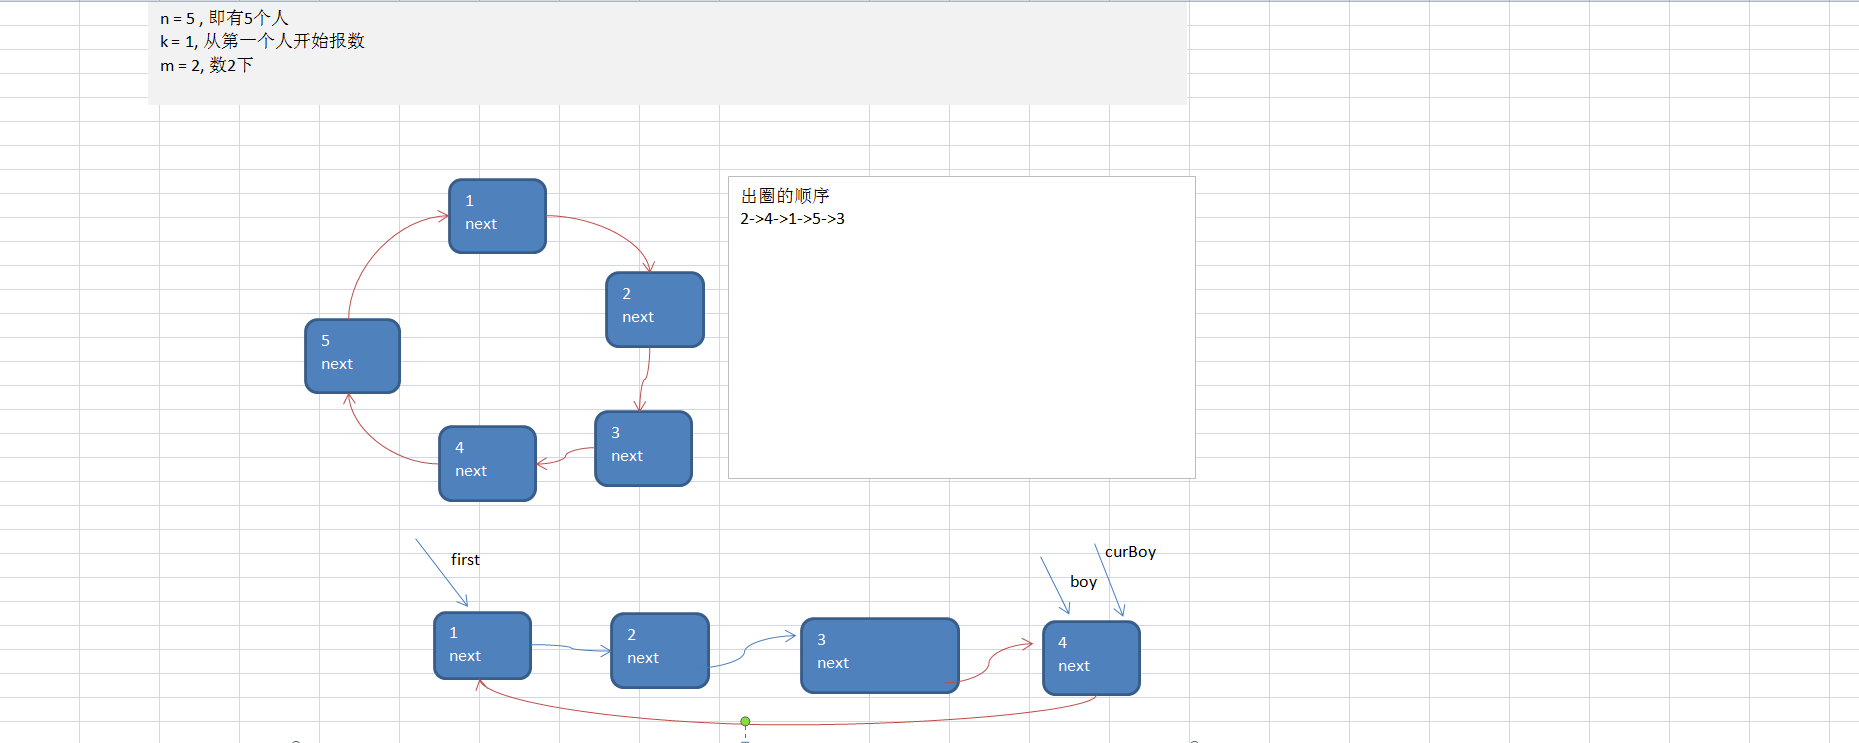 n = 5 , 即有5个人
k = 1, 从第一个人开始报数
m = 2, 数2下
出圈的顺序
2->4->1->5->3
1
next
2
next
5
next
3
next
4
next
first
curBoy
boy
1
next
2
next
3
next
4
next